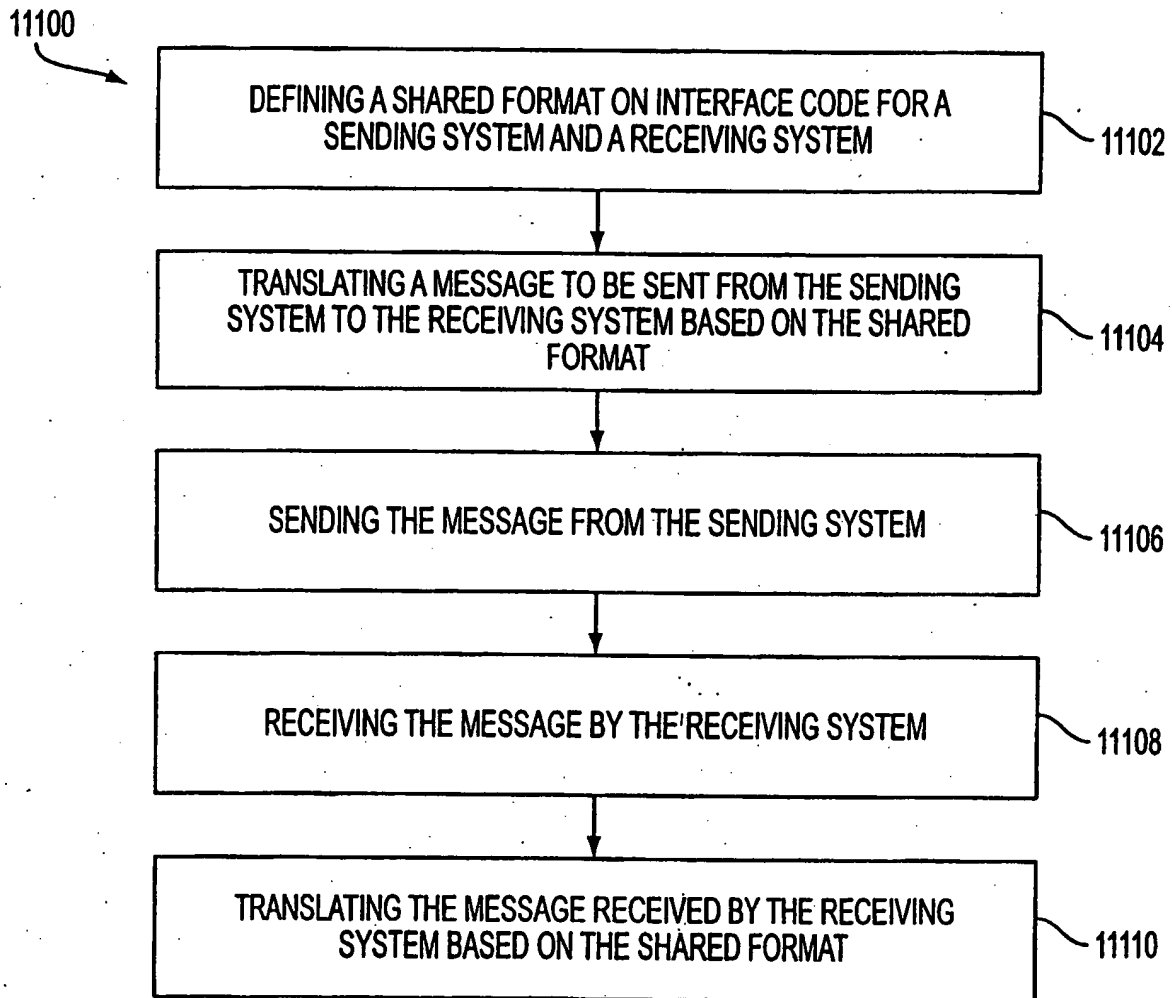 11100
DEFINING A SHARED FORMAT ON INTERFACE CODE FOR A
SENDING SYSTEM AND A RECEIVING SYSTEM
11102
TRANSLATING A MESSAGE TO BE SENT FROM THE SENDING
SYSTEM TO THE RECEIVING SYSTEM BASED ON THE SHARED
FORMAT
11104
SENDING THE MESSAGE FROM THE SENDING SYSTEM
11106
RECEIVING THE MESSAGE BY THE RECEIVING SYSTEM
11108
TRANSLATING THE MESSAGE RECEIVED BY THE RECEIVING
SYSTEM BASED ON THE SHARED FORMAT
11110